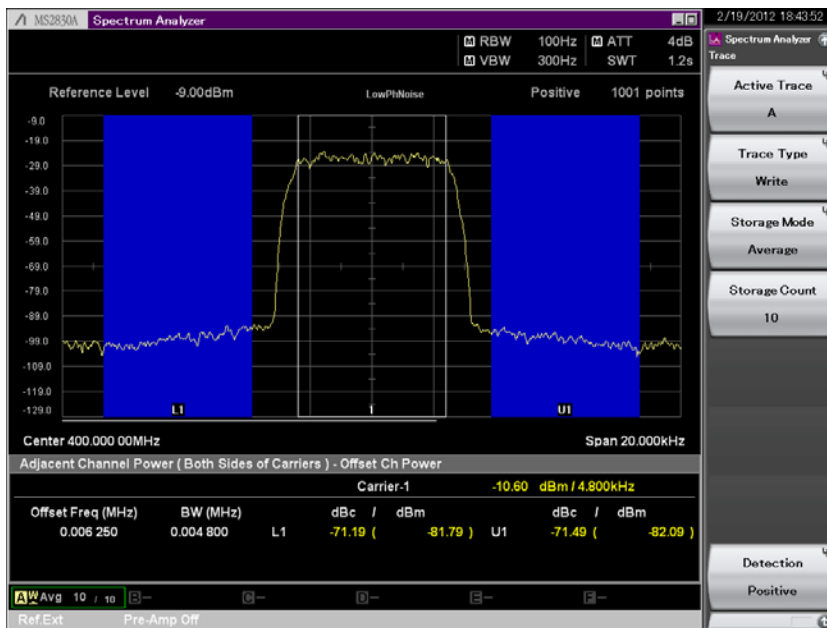 MS2830A Spectrum Analyzer
2/19/2012 18:43:52
M RBW 100Hz M ATT 4dB
M VBW 300Hz SWT 1.2s
Reference Level -9.00dBm LowPhNoise Positive 1001 points
-9.0
-19.0
-29.0
-39.0
-49.0
-59.0
-69.0
-79.0
-89.0
-99.0
-109.0
-119.0
-129.0
L1 1 U1
Center 400.000 00MHz Span 20.000kHz
Adjacent Channel Power ( Both Sides of Carriers ) - Offset Ch Power
Carrier-1 -10.60 dBm / 4.800kHz
Offset Freq (MHz) BW (MHz) dBc / dBm dBc / dBm
0.006 250 0.004 800 L1 -71.19 ( -81.79 ) U1 -71.49 ( -82.09 )
A W Avg 10 / 10 B- C- D- E- F-
Ref.Ext Pre-Amp Off
Spectrum Analyzer
Trace
Active Trace
A
Trace Type
Write
Storage Mode
Average
Storage Count
10
Detection
Positive